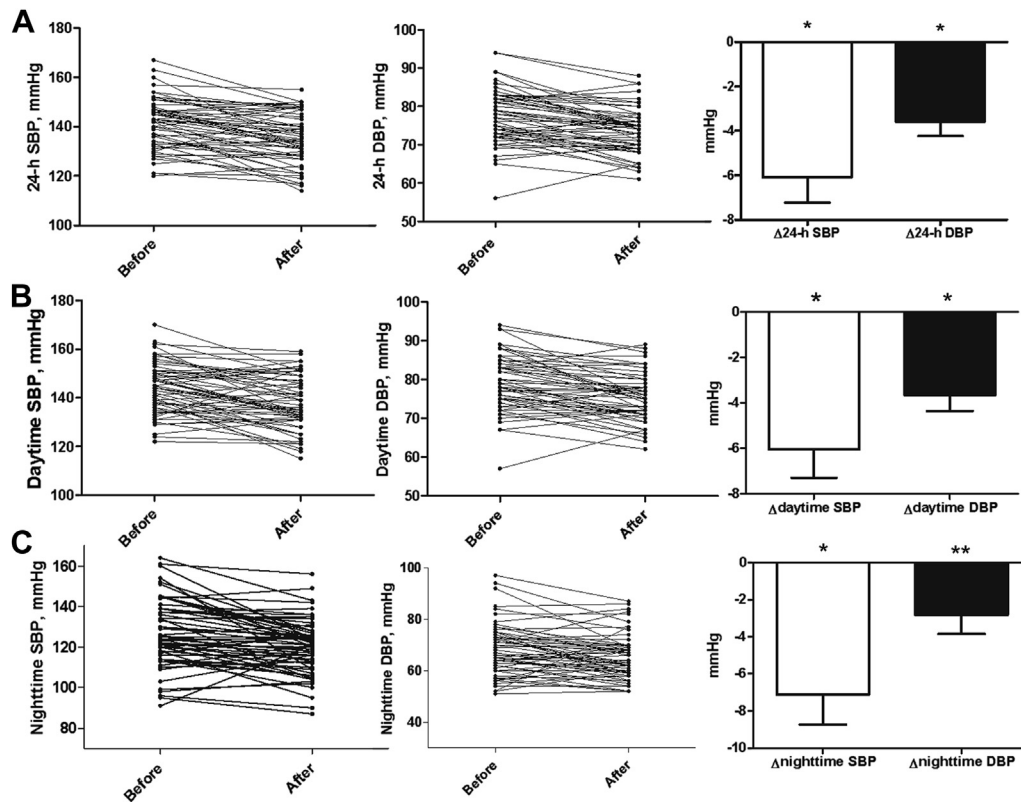 A
24-h SBP, mmHg
180
160
140
120
100
Before
After
24-h DBP, mmHg
100
90
80
70
60
50
Before
After
mmHg
0
-2
-4
-6
-8
*
*
Δ24-h SBP
Δ24-h DBP
B
Daytime SBP, mmHg
180
160
140
120
100
Before
After
Daytime DBP, mmHg
100
90
80
70
60
50
Before
After
mmHg
0
-2
-4
-6
-8
*
*
Δdaytime SBP
Δdaytime DBP
C
Nighttime SBP, mmHg
160
140
120
100
80
Before
After
Nighttime DBP, mmHg
100
80
60
40
Before
After
mmHg
0
-2
-4
-6
-8
-10
*
**
Δnighttime SBP
Δnighttime DBP